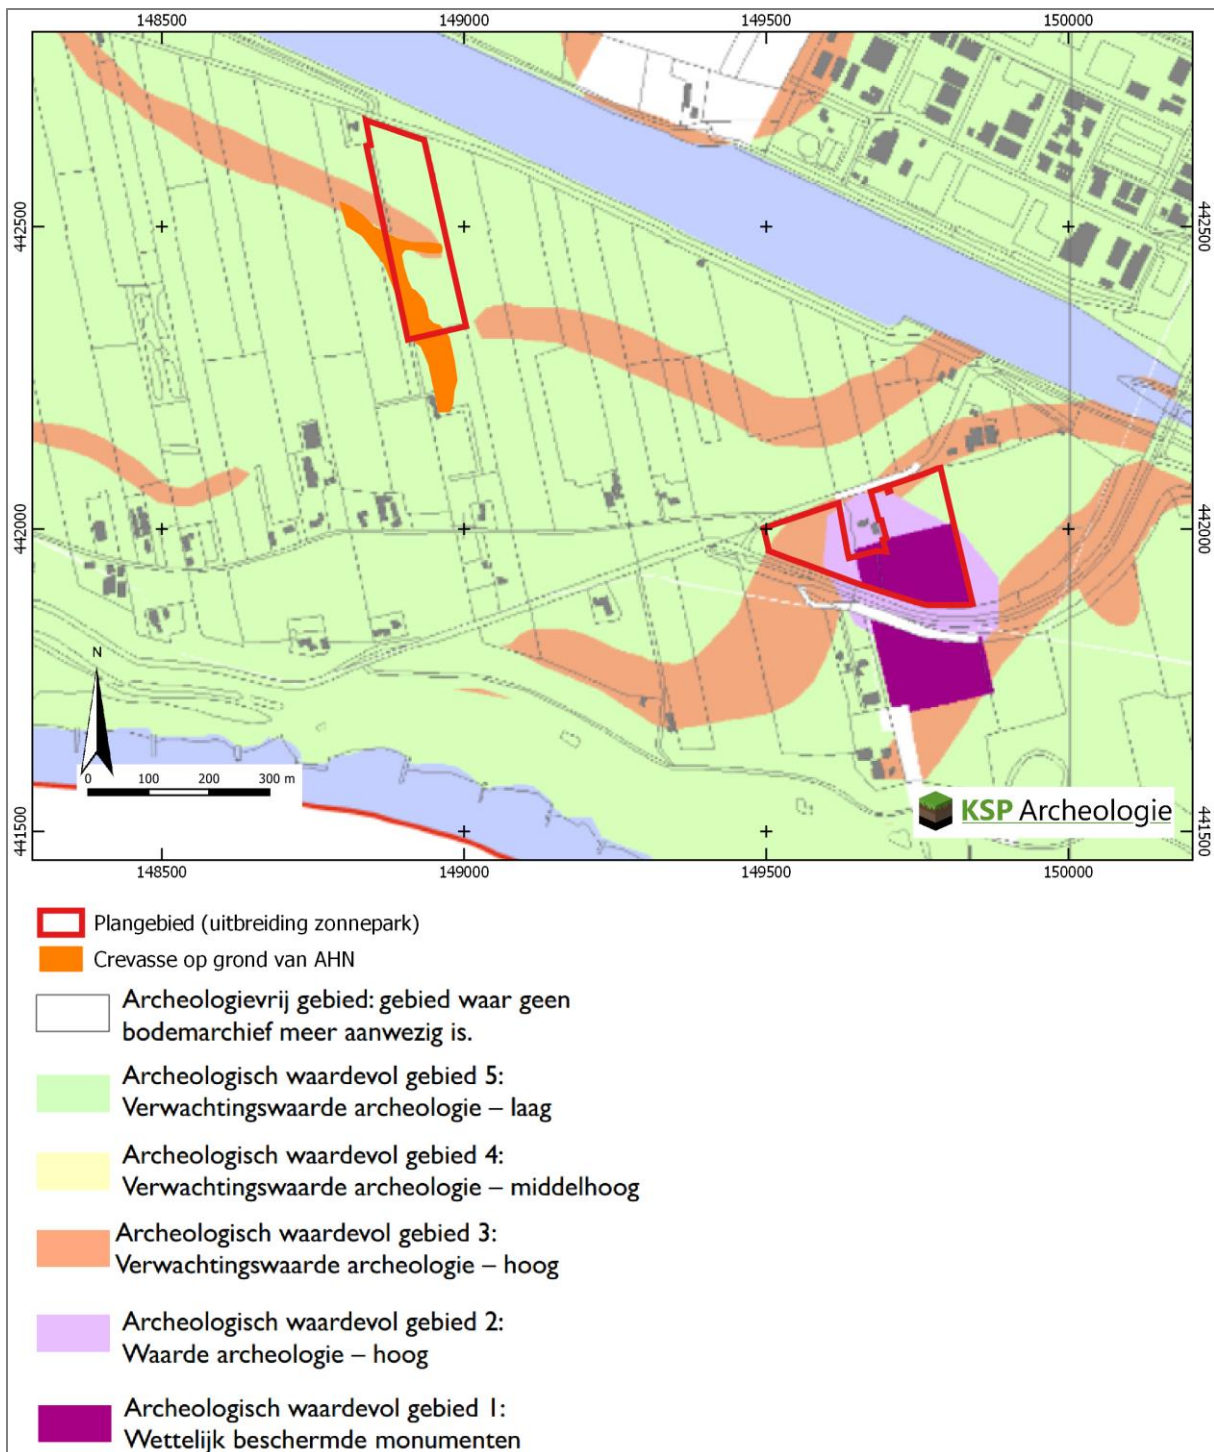 148500 149000 149500 150000
442500 442500
442000 442000
441500 441500
N
0 100 200 300 m
KSP Archeologie
148500 149000 149500 150000
Plangebied (uitbreiding zonnepark)
Crevasse op grond van AHN
Archeologievrij gebied: gebied waar geen
bodemarchief meer aanwezig is.
Archeologisch waardevol gebied 5:
Verwachtingswaarde archeologie – laag
Archeologisch waardevol gebied 4:
Verwachtingswaarde archeologie – middelhoog
Archeologisch waardevol gebied 3:
Verwachtingswaarde archeologie – hoog
Archeologisch waardevol gebied 2:
Waarde archeologie – hoog
Archeologisch waardevol gebied 1:
Wettelijk beschermde monumenten